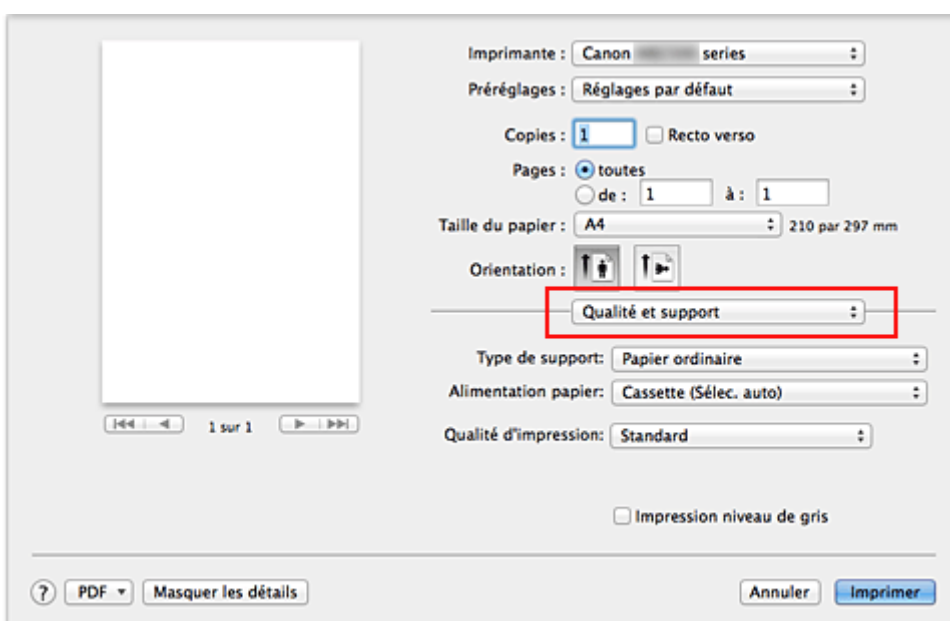 Imprimante : Canon series
Préréglages : Réglages par défaut
Copies : 1 Recto verso
Pages : toutes
de : 1 à : 1
Taille du papier : A4 210 par 297 mm
Orientation :
Qualité et support
Type de support: Papier ordinaire
Alimentation papier: Cassette (Sélec. auto)
1 sur 1
Qualité d'impression: Standard
Impression niveau de gris
? PDF Masquer les détails Annuler Imprimer